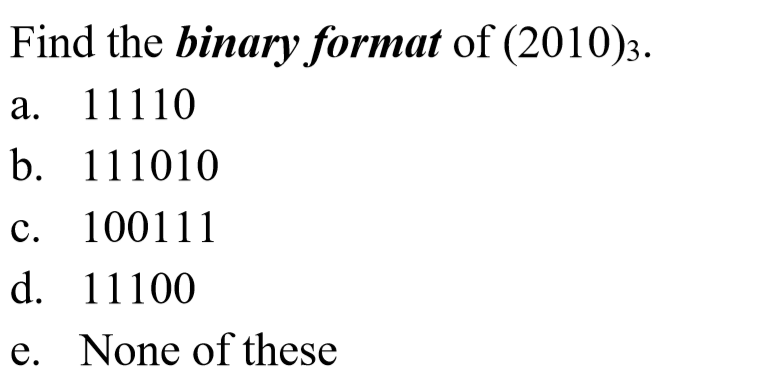 Find the binary format of (2010)₃.
a. 11110
b. 111010
c. 100111
d. 11100
e. None of these